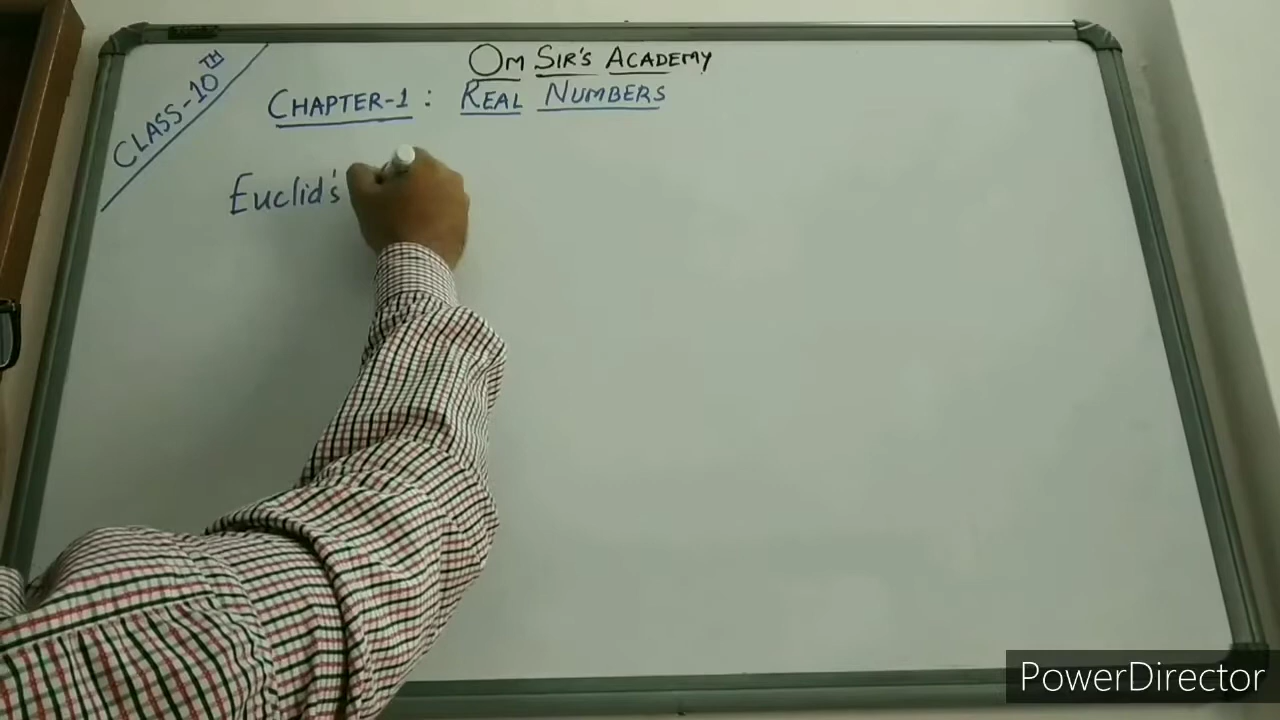 OM SIR'S ACADEMY
CLASS-10TH
CHAPTER-1 : REAL NUMBERS
Euclid's
PowerDirector